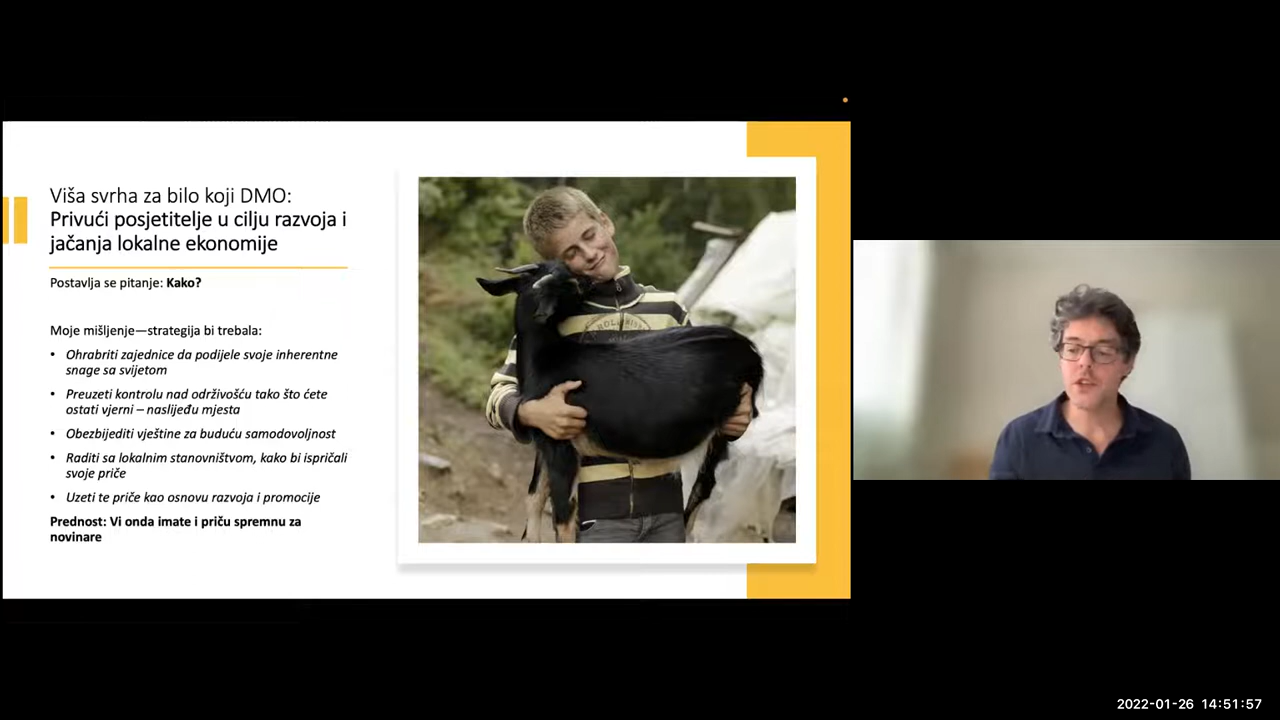 Viša svrha za bilo koji DMO:
Privući posjetitelje u cilju razvoja i
jačanja lokalne ekonomije
Postavlja se pitanje: Kako?
Moje mišljenje—strategija bi trebala:
• Ohrabriti zajednice da podijele svoje inherentne
snage sa svijetom
• Preuzeti kontrolu nad održivošću tako što ćete
ostati vjerni – naslijeđu mjesta
• Obezbijediti vještine za buduću samodovoljnost
• Raditi sa lokalnim stanovništvom, kako bi ispričali
svoje priče
• Uzeti te priče kao osnovu razvoja i promocije
Prednost: Vi onda imate i priču spremnu za
novinare
2022-01-26 14:51:57